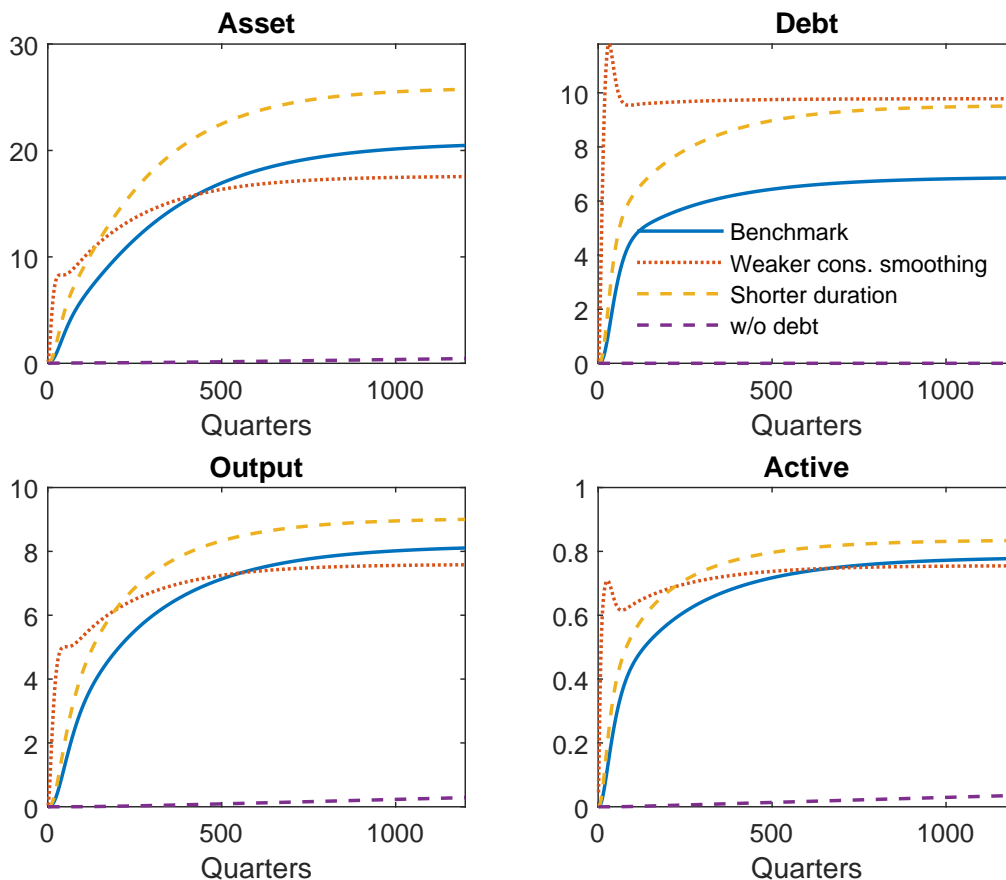 Asset
30
20
10
0
0
500
1000
Quarters
Debt
10
8
6
4
2
0
0
500
1000
Quarters
Benchmark
Weaker cons. smoothing
Shorter duration
w/o debt
Output
10
8
6
4
2
0
0
500
1000
Quarters
Active
1
0.8
0.6
0.4
0.2
0
0
500
1000
Quarters